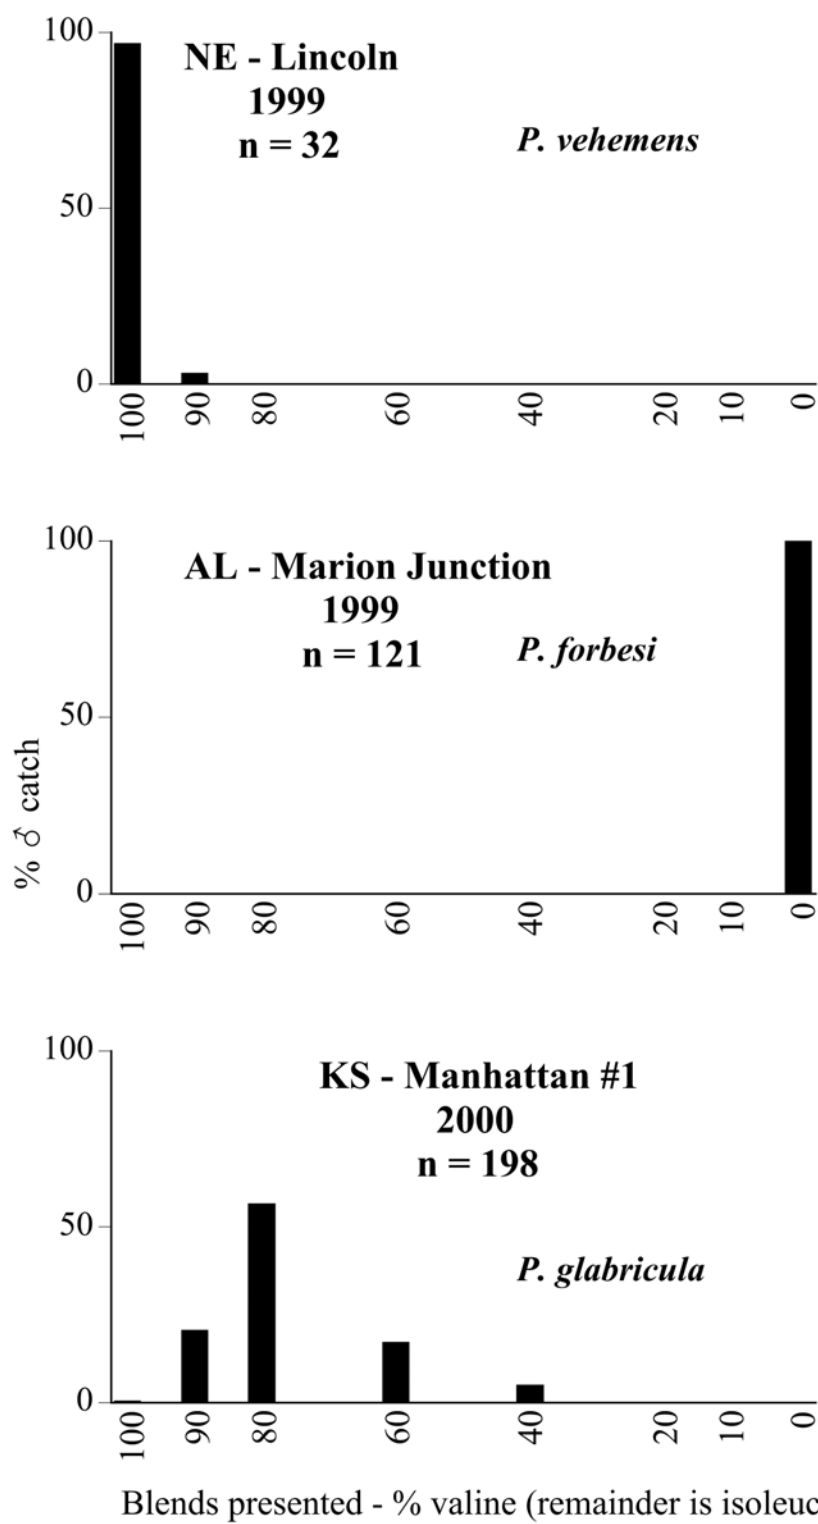 100
NE - Lincoln
1999
n = 32
P. vehemens
50
0
100 90 80 60 40 20 10 0
100
AL - Marion Junction
1999
n = 121
P. forbesi
50
0
100 90 80 60 40 20 10 0
% ♂ catch
100
KS - Manhattan #1
2000
n = 198
50
P. glabricula
0
100 90 80 60 40 20 10 0
Blends presented - % valine (remainder is isoleuc